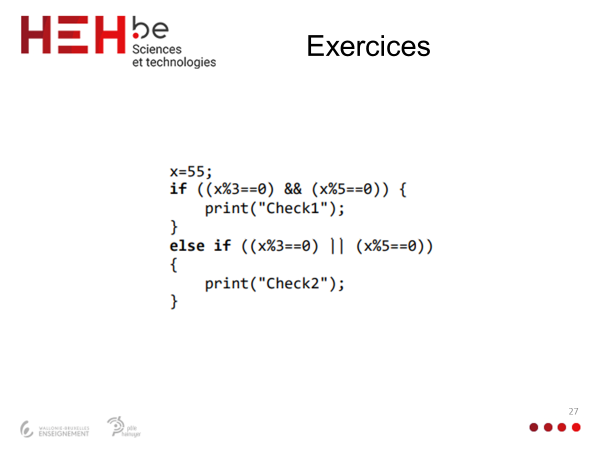 HEH.be
Sciences
et technologies
Exercices
x=55;
if ((x%3==0) && (x%5==0)) {
    print("Check1");
}
else if ((x%3==0) || (x%5==0))
{
    print("Check2");
}
27
WALLONIE-BRUXELLES
ENSEIGNEMENT
pôle
hainuyer